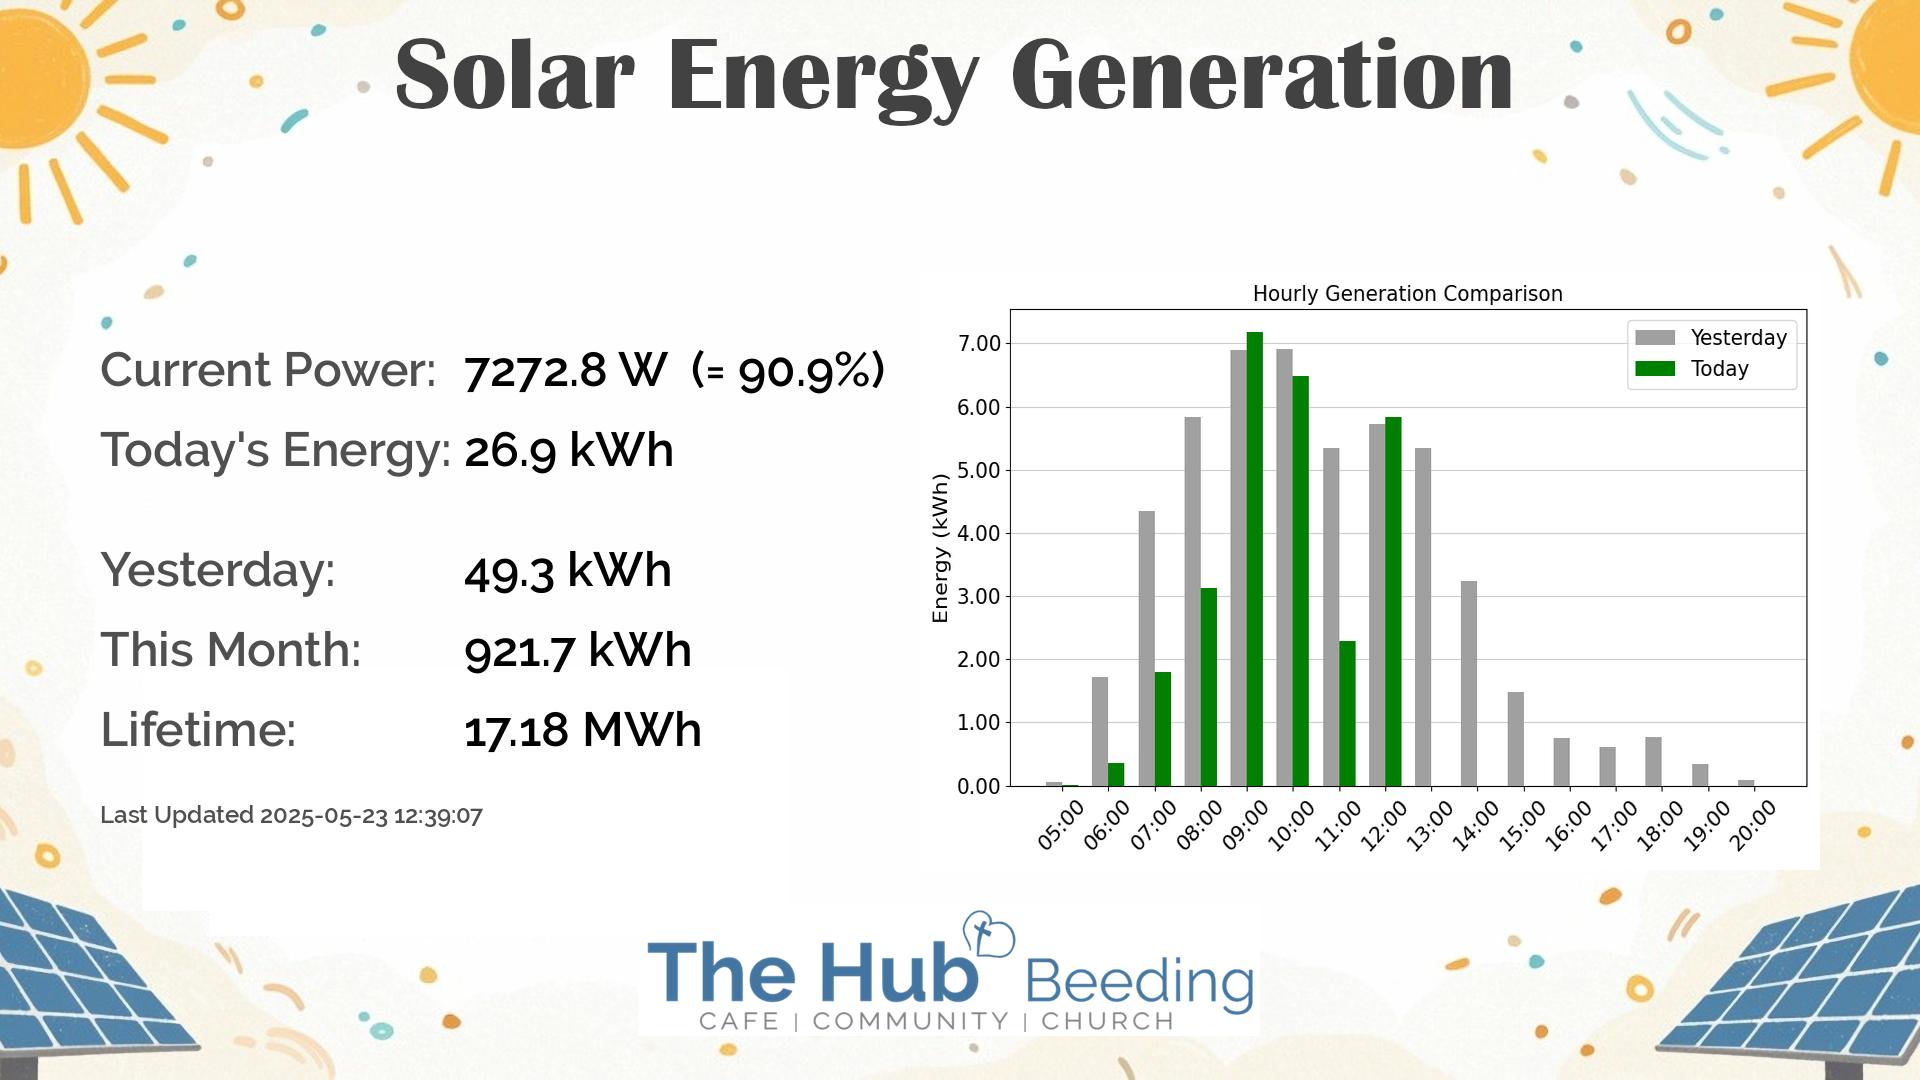 Solar Energy Generation
Current Power: 7272.8 W (= 90.9%)
Today's Energy: 26.9 kWh
Yesterday: 49.3 kWh
This Month: 921.7 kWh
Lifetime: 17.18 MWh
Last Updated 2025-05-23 12:39:07
Hourly Generation Comparison
Yesterday
Today
Energy (kWh)
7.00
6.00
5.00
4.00
3.00
2.00
1.00
0.00
05:00 06:00 07:00 08:00 09:00 10:00 11:00 12:00 13:00 14:00 15:00 16:00 17:00 18:00 19:00 20:00
The Hub Beeding
CAFE | COMMUNITY | CHURCH